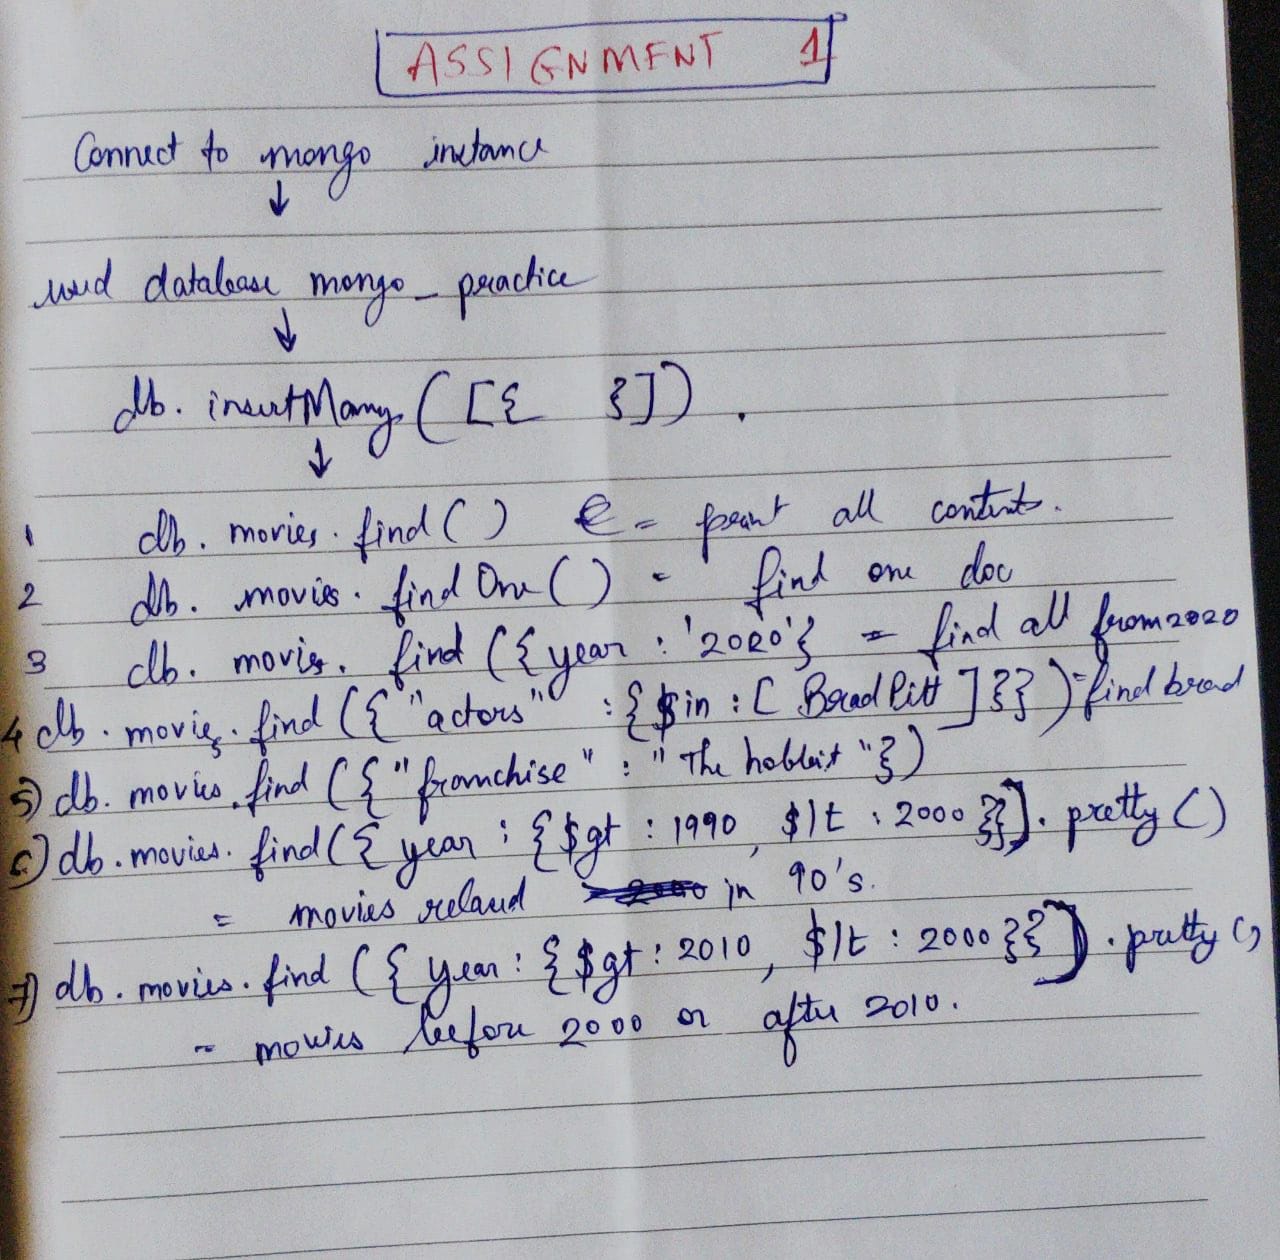 ASSIGNMENT 1
Connect to mongo instance
↓
used database mongo_practice
↓
db. insertMany ( [{ }] ) .
↓
1 db. movies. find ( ) = print all contents.
2 db. movies. find One ( ) - find one doc
3 db. movies. find ({ year : '2020'} = find all from 2020
4 db. movies. find ({ "actors" : { $in : [ Brad Pitt ] }} ) = find brad
5) db. movies. find ({ "franchise" : "The hobbit "})
6) db. movies. find ({ year : { $gt : 1990, $lt : 2000 }}). pretty ( )
= movies relaesd in 90's.
7) db. movies. find ({ year : { $gt : 2010, $lt : 2000 }} ) . pretty ( )
- movies before 2000 or after 2010.